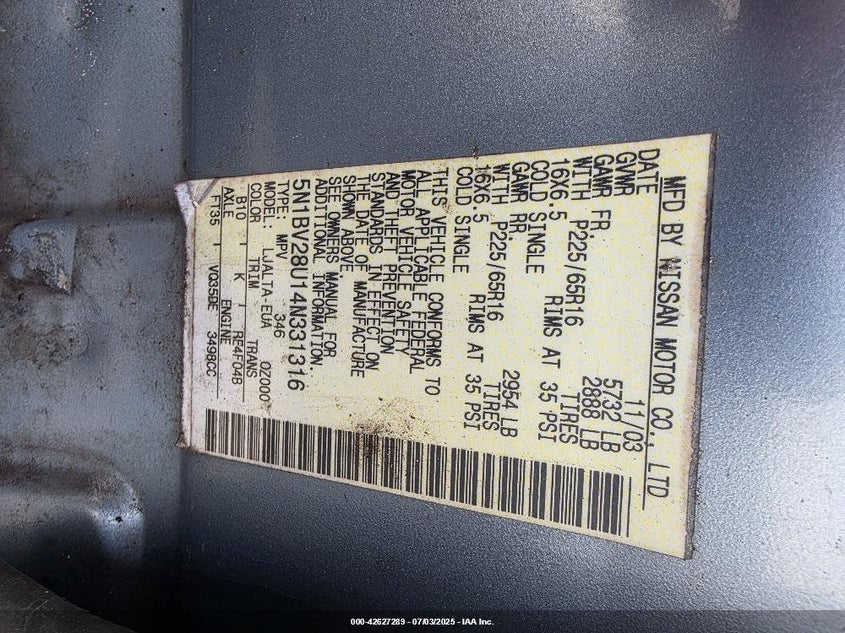 MFD BY NISSAN MOTOR CO., LTD
DATE 11/03
GVWR 5732 LB
GAWR FR. 2888 LB
WITH P225/65R16 TIRES
16X6.5 RIMS AT 35 PSI
COLD SINGLE
GAWR RR. 2954 LB
WITH P225/65R16 TIRES
16X6.5 RIMS AT 35 PSI
COLD SINGLE
THIS VEHICLE CONFORMS TO
ALL APPLICABLE FEDERAL
MOTOR VEHICLE SAFETY
AND THEFT PREVENTION
STANDARDS IN EFFECT ON
THE DATE OF MANUFACTURE
SHOWN ABOVE.
SEE OWNERS MANUAL FOR
ADDITIONAL INFORMATION.
5N1BV28U14N331316
TYPE: MPV 346
MODEL: LJALTA-EUA 0Z000
COLOR TRIM TRANS
B10 K RE4F04B
AXLE ENGINE
FT35 VQ35DE 3498CC
000-42627289 - 07/03/2025 - IAA Inc.